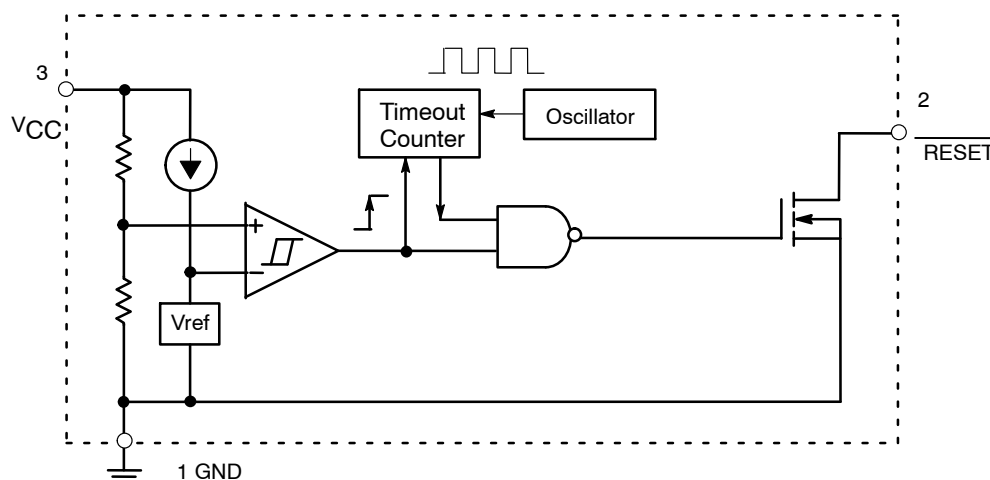 3
VCC
Timeout
Counter
Oscillator
2
RESET
+
−
Vref
1 GND